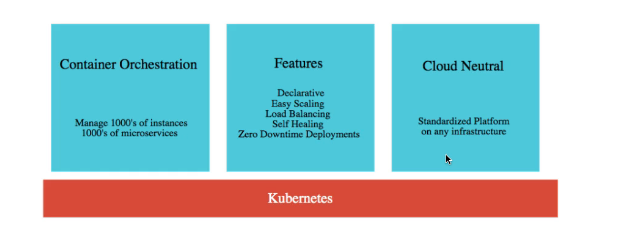 Container Orchestration
Manage 1000's of instances
1000's of microservices
Features
Declarative
Easy Scaling
Load Balancing
Self Healing
Zero Downtime Deployments
Cloud Neutral
Standardized Platform
on any infrastructure
Kubernetes